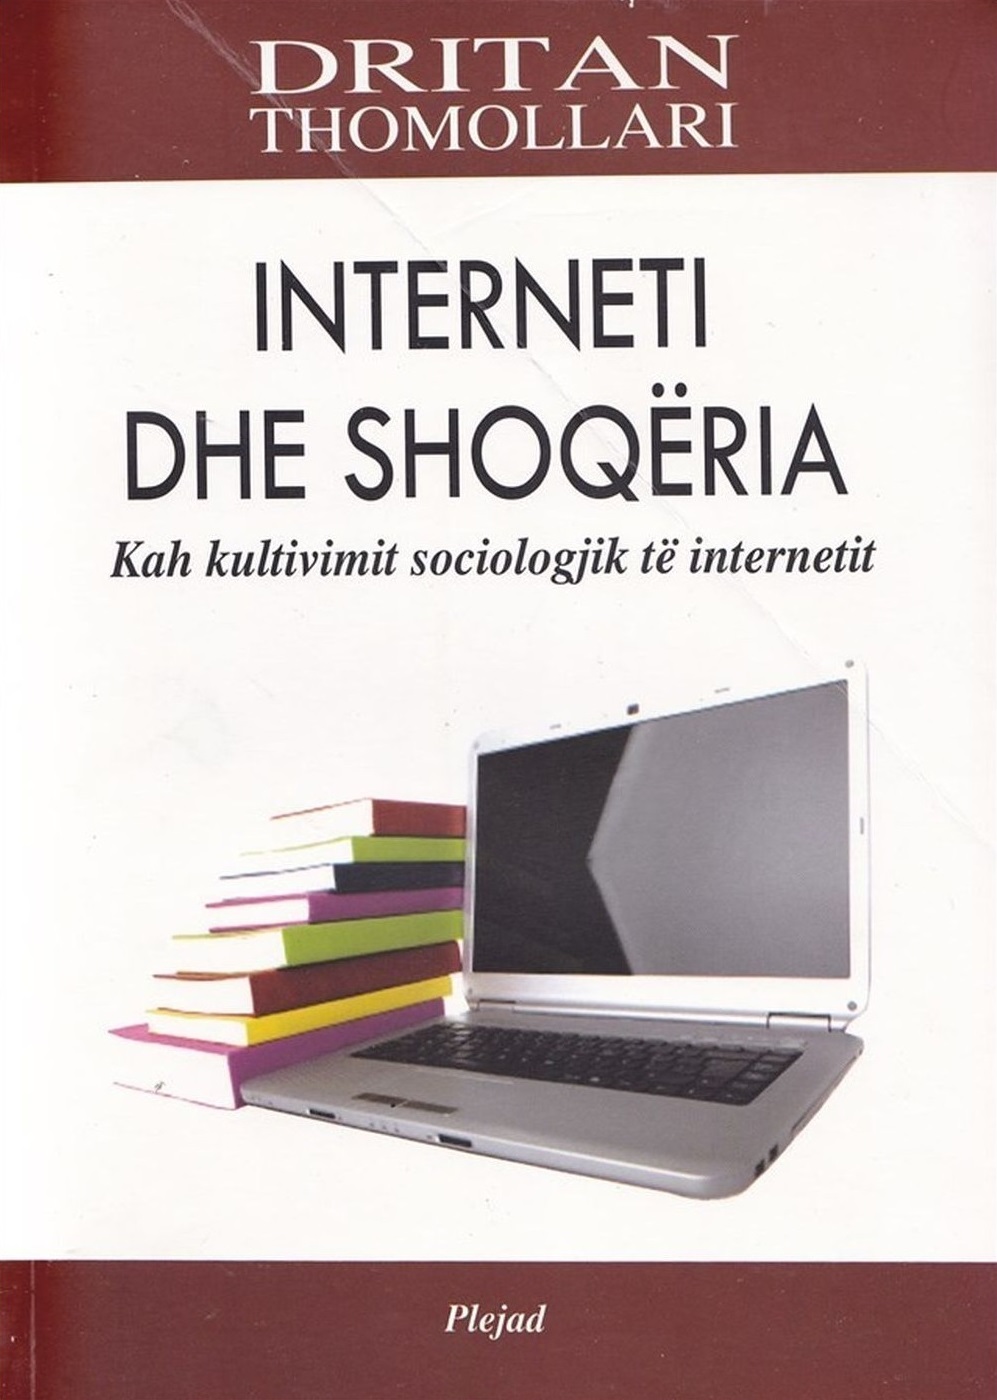 DRITAN
THOMOLLARI
INTERNETI
DHE SHOQËRIA
Kah kultivimit sociologjik të internetit
Plejad